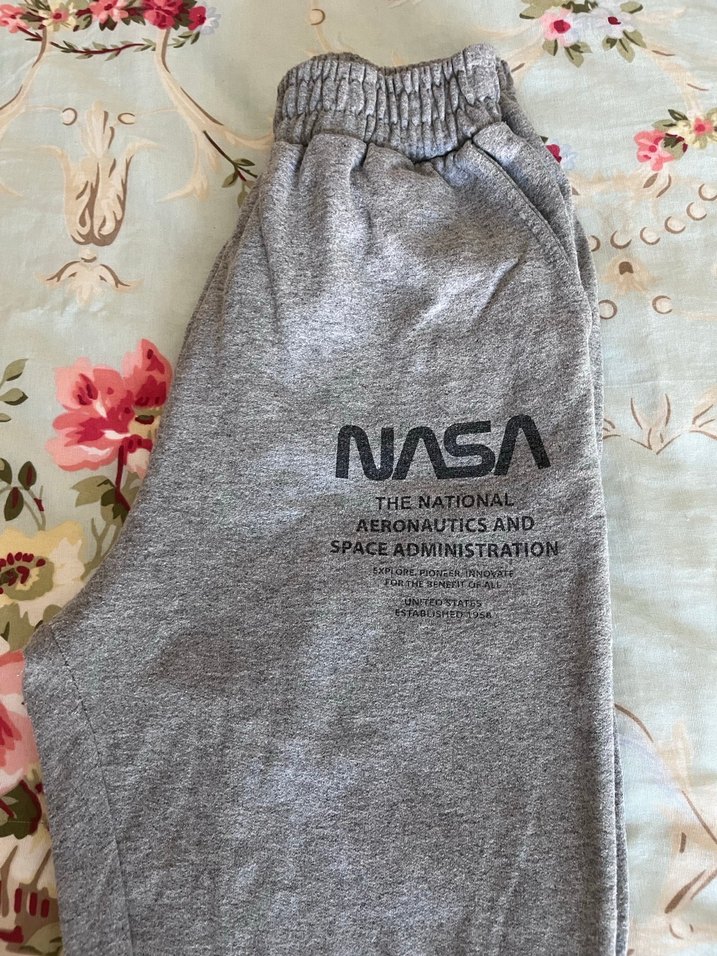 NASA
THE NATIONAL
AERONAUTICS AND
SPACE ADMINISTRATION
EXPLORE, PIONEER, INNOVATE
FOR THE BENEFIT OF ALL
UNITED STATES
ESTABLISHED 1958